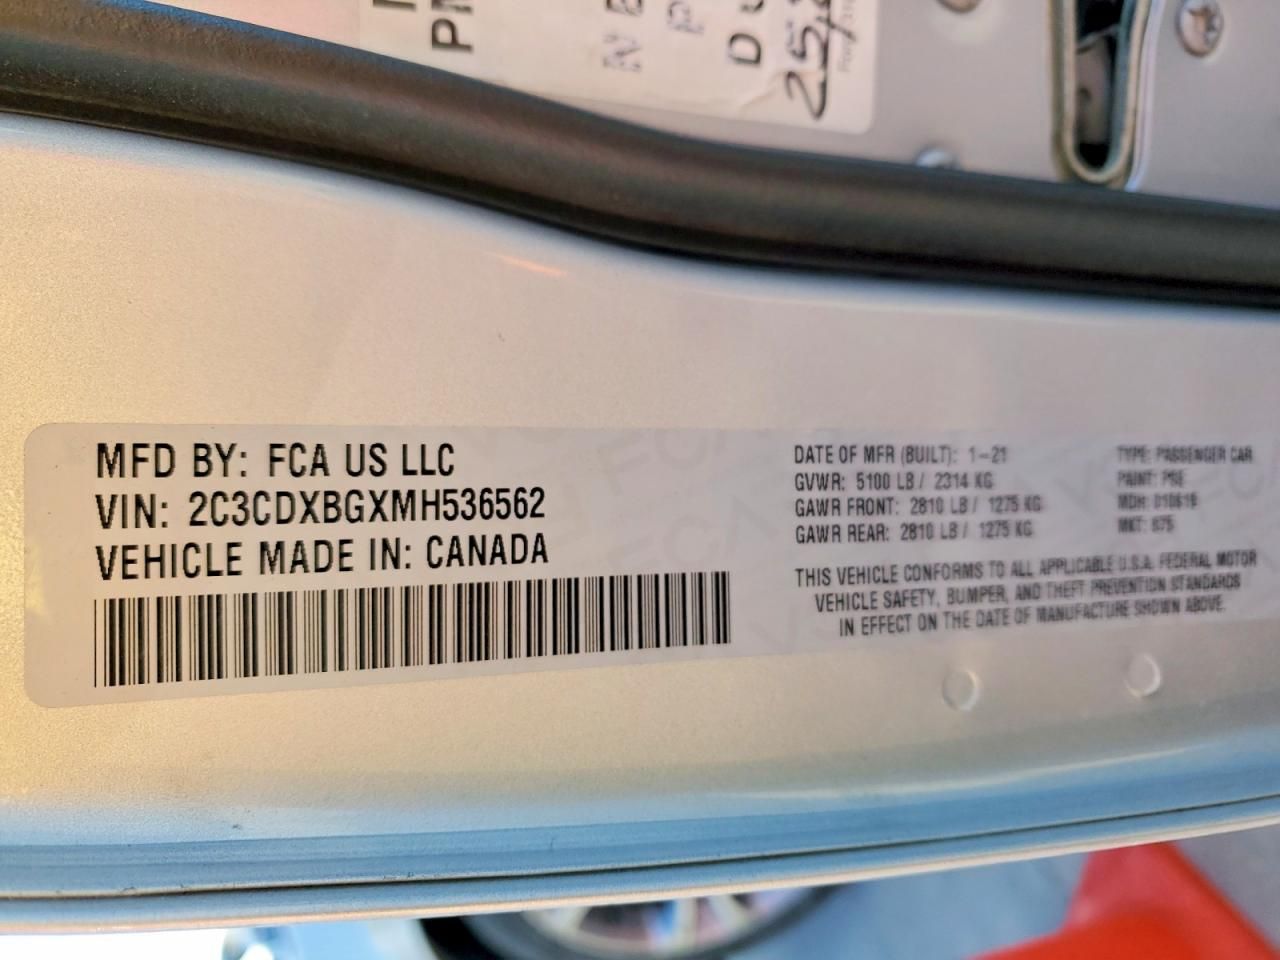 MFD BY: FCA US LLC
VIN: 2C3CDXBGXMH536562
VEHICLE MADE IN: CANADA
DATE OF MFR (BUILT): 1-21
GVWR: 5100 LB / 2314 KG
GAWR FRONT: 2810 LB / 1275 KG
GAWR REAR: 2810 LB / 1275 KG
TYPE: PASSENGER CAR
PAINT: PSE
MDH: 010616
MKT: 875
THIS VEHICLE CONFORMS TO ALL APPLICABLE U.S.A. FEDERAL MOTOR
VEHICLE SAFETY, BUMPER, AND THEFT PREVENTION STANDARDS
IN EFFECT ON THE DATE OF MANUFACTURE SHOWN ABOVE.